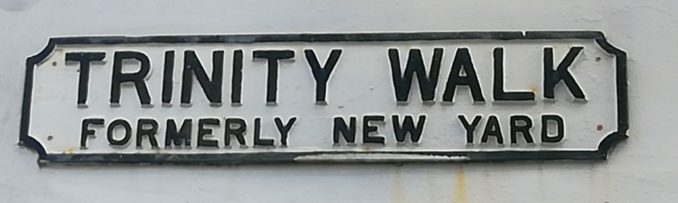 TRINITY WALK
FORMERLY NEW YARD